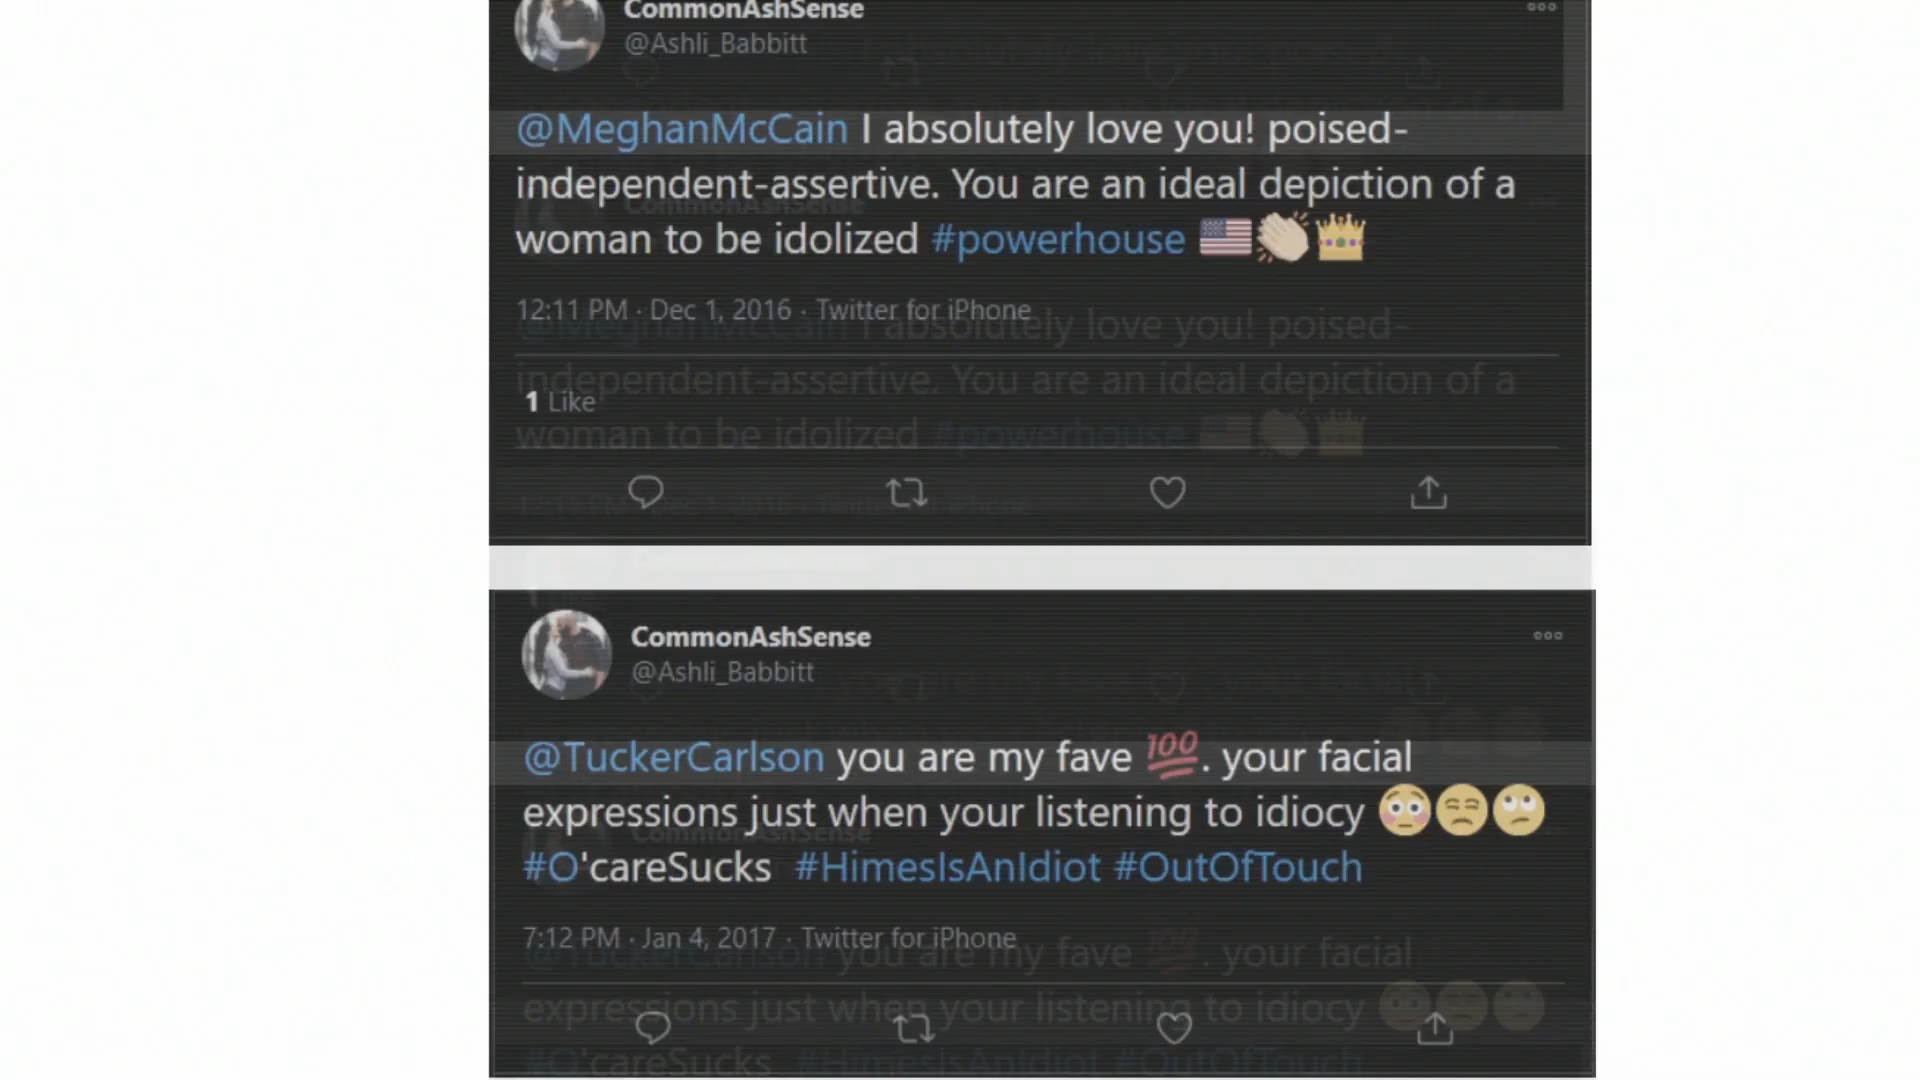 CommonAshSense
@Ashli_Babbitt
@MeghanMcCain I absolutely love you! poised-
independent-assertive. You are an ideal depiction of a
woman to be idolized #powerhouse 🇺🇸👏🏻👑
12:11 PM · Dec 1, 2016 · Twitter for iPhone
1 Like
CommonAshSense
@Ashli_Babbitt
@TuckerCarlson you are my fave 💯. your facial
expressions just when your listening to idiocy 😳😒🙄
#O'careSucks #HimesIsAnIdiot #OutOfTouch
7:12 PM · Jan 4, 2017 · Twitter for iPhone